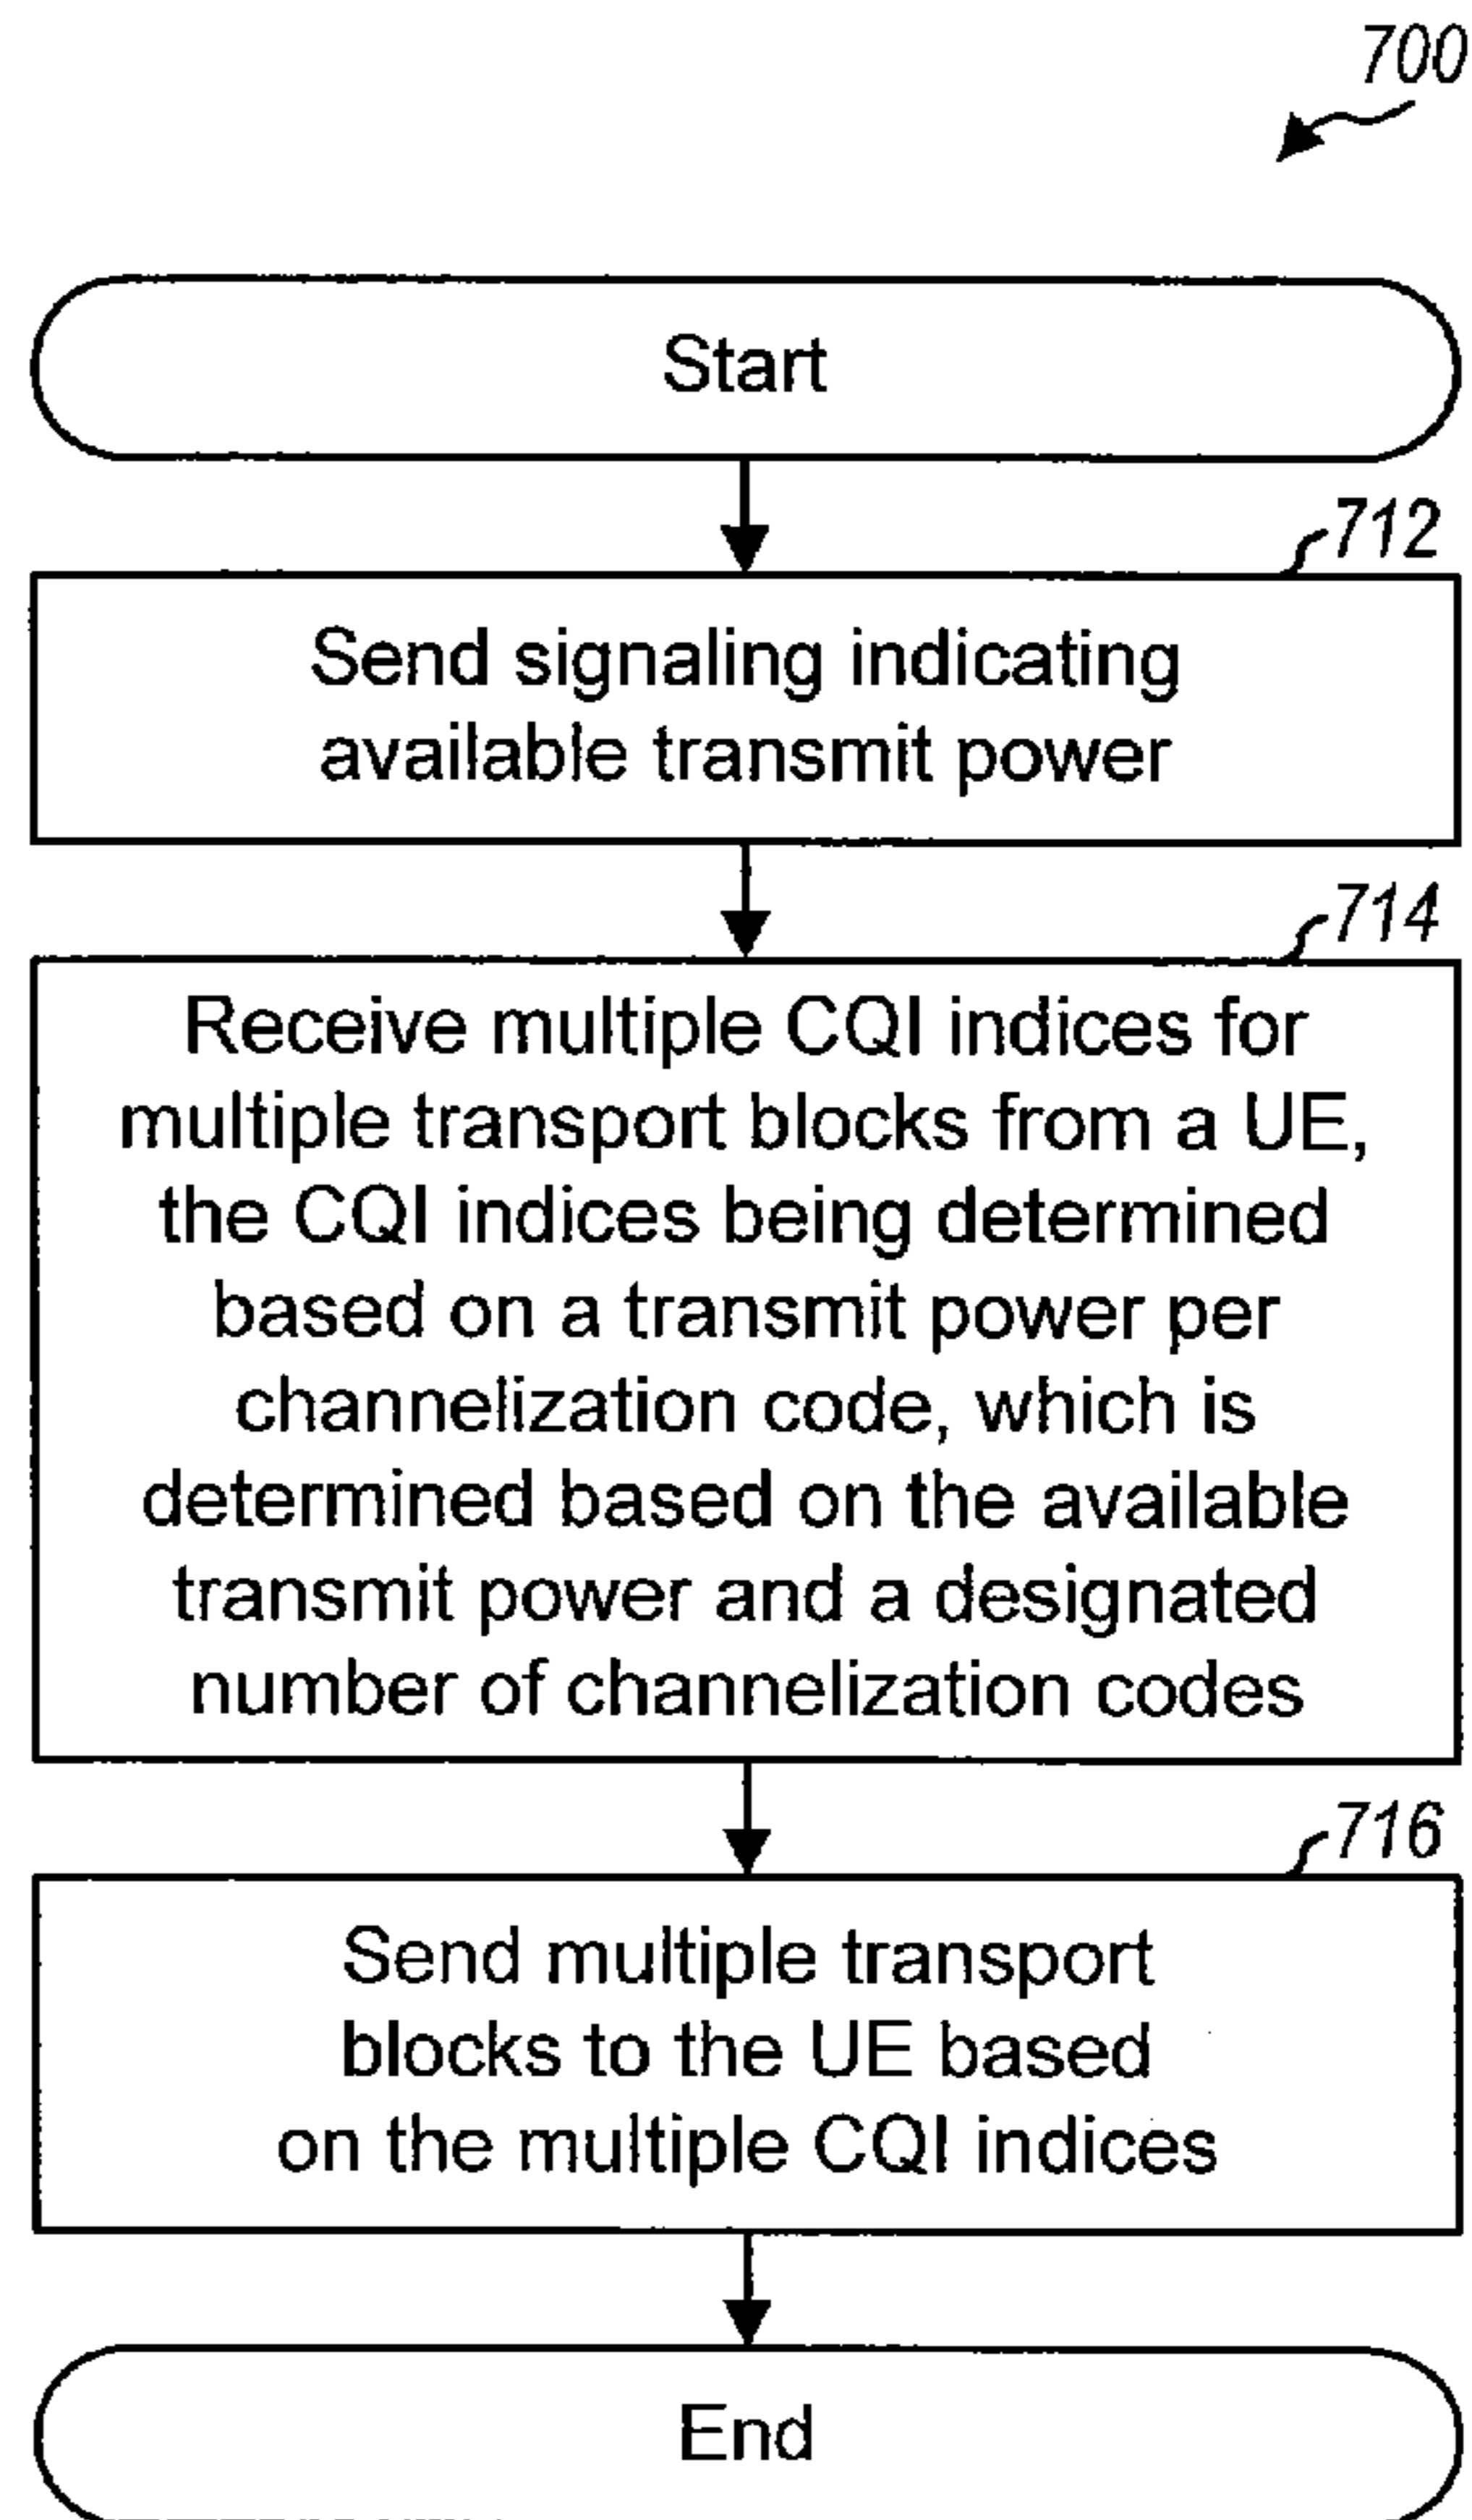 700
Start
712
Send signaling indicating
available transmit power
714
Receive multiple CQI indices for
multiple transport blocks from a UE,
the CQI indices being determined
based on a transmit power per
channelization code, which is
determined based on the available
transmit power and a designated
number of channelization codes
716
Send multiple transport
blocks to the UE based
on the multiple CQI indices
End